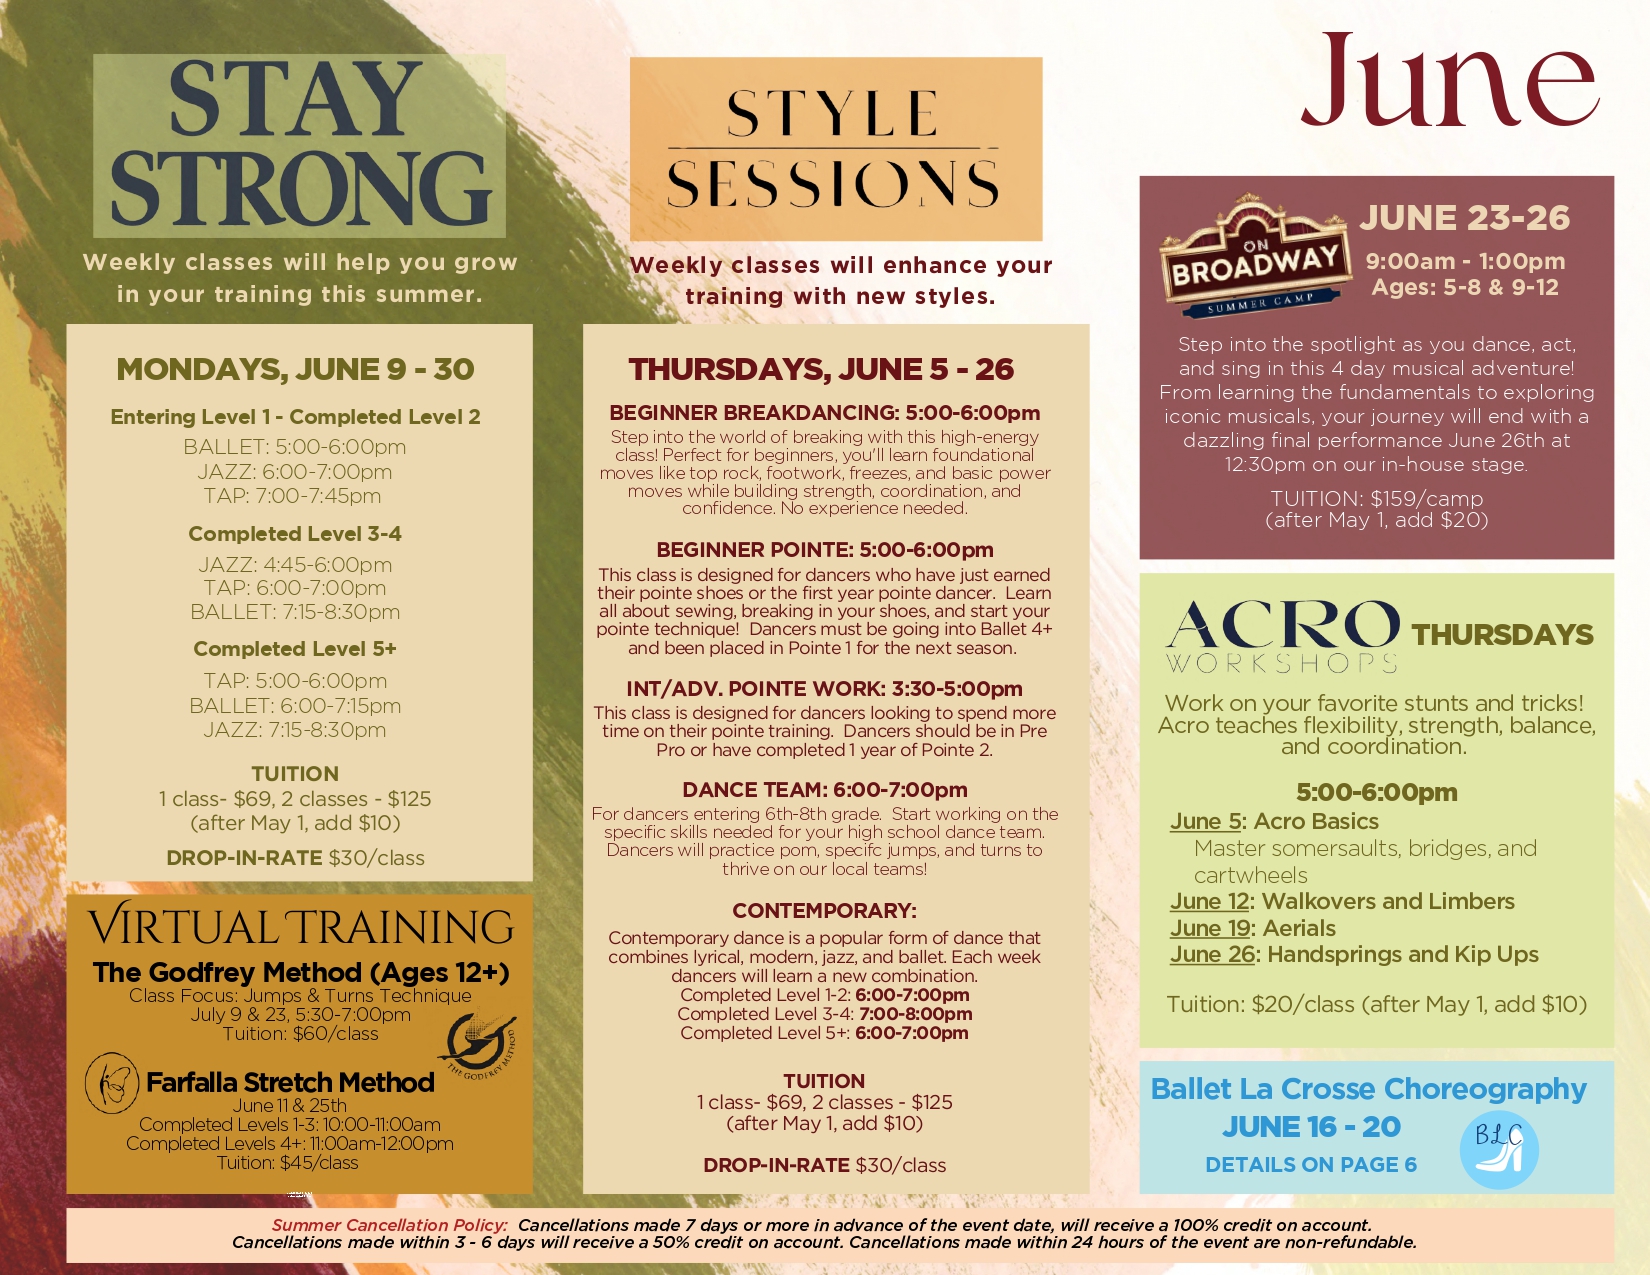 STAY
STRONG
Weekly classes will help you grow
in your training this summer.
MONDAYS, JUNE 9 - 30
Entering Level 1 - Completed Level 2
BALLET: 5:00-6:00pm
JAZZ: 6:00-7:00pm
TAP: 7:00-7:45pm
Completed Level 3-4
JAZZ: 4:45-6:00pm
TAP: 6:00-7:00pm
BALLET: 7:15-8:30pm
Completed Level 5+
TAP: 5:00-6:00pm
BALLET: 6:00-7:15pm
JAZZ: 7:15-8:30pm
TUITION
1 class- $69, 2 classes - $125
(after May 1, add $10)
DROP-IN-RATE $30/class
VIRTUAL TRAINING
The Godfrey Method (Ages 12+)
Class Focus: Jumps & Turns Technique
July 9 & 23, 5:30-7:00pm
Tuition: $60/class
THE GODFREY METHOD
Farfalla Stretch Method
June 11 & 25th
Completed Levels 1-3: 10:00-11:00am
Completed Levels 4+: 11:00am-12:00pm
Tuition: $45/class
STYLE
SESSIONS
Weekly classes will enhance your
training with new styles.
THURSDAYS, JUNE 5 - 26
BEGINNER BREAKDANCING: 5:00-6:00pm
Step into the world of breaking with this high-energy
class! Perfect for beginners, you'll learn foundational
moves like top rock, footwork, freezes, and basic power
moves while building strength, coordination, and
confidence. No experience needed.
BEGINNER POINTE: 5:00-6:00pm
This class is designed for dancers who have just earned
their pointe shoes or the first year pointe dancer. Learn
all about sewing, breaking in your shoes, and start your
pointe technique! Dancers must be going into Ballet 4+
and been placed in Pointe 1 for the next season.
INT/ADV. POINTE WORK: 3:30-5:00pm
This class is designed for dancers looking to spend more
time on their pointe training. Dancers should be in Pre
Pro or have completed 1 year of Pointe 2.
DANCE TEAM: 6:00-7:00pm
For dancers entering 6th-8th grade. Start working on the
specific skills needed for your high school dance team.
Dancers will practice pom, specifc jumps, and turns to
thrive on our local teams!
CONTEMPORARY:
Contemporary dance is a popular form of dance that
combines lyrical, modern, jazz, and ballet. Each week
dancers will learn a new combination.
Completed Level 1-2: 6:00-7:00pm
Completed Level 3-4: 7:00-8:00pm
Completed Level 5+: 6:00-7:00pm
TUITION
1 class- $69, 2 classes - $125
(after May 1, add $10)
DROP-IN-RATE $30/class
June
ON
BROADWAY
SUMMER CAMP
JUNE 23-26
9:00am - 1:00pm
Ages: 5-8 & 9-12
Step into the spotlight as you dance, act,
and sing in this 4 day musical adventure!
From learning the fundamentals to exploring
iconic musicals, your journey will end with a
dazzling final performance June 26th at
12:30pm on our in-house stage.
TUITION: $159/camp
(after May 1, add $20)
ACRO
WORKSHOPS
THURSDAYS
Work on your favorite stunts and tricks!
Acro teaches flexibility, strength, balance,
and coordination.
5:00-6:00pm
June 5: Acro Basics
Master somersaults, bridges, and
cartwheels
June 12: Walkovers and Limbers
June 19: Aerials
June 26: Handsprings and Kip Ups
Tuition: $20/class (after May 1, add $10)
Ballet La Crosse Choreography
JUNE 16 - 20
DETAILS ON PAGE 6
BLC
Summer Cancellation Policy: Cancellations made 7 days or more in advance of the event date, will receive a 100% credit on account.
Cancellations made within 3 - 6 days will receive a 50% credit on account. Cancellations made within 24 hours of the event are non-refundable.